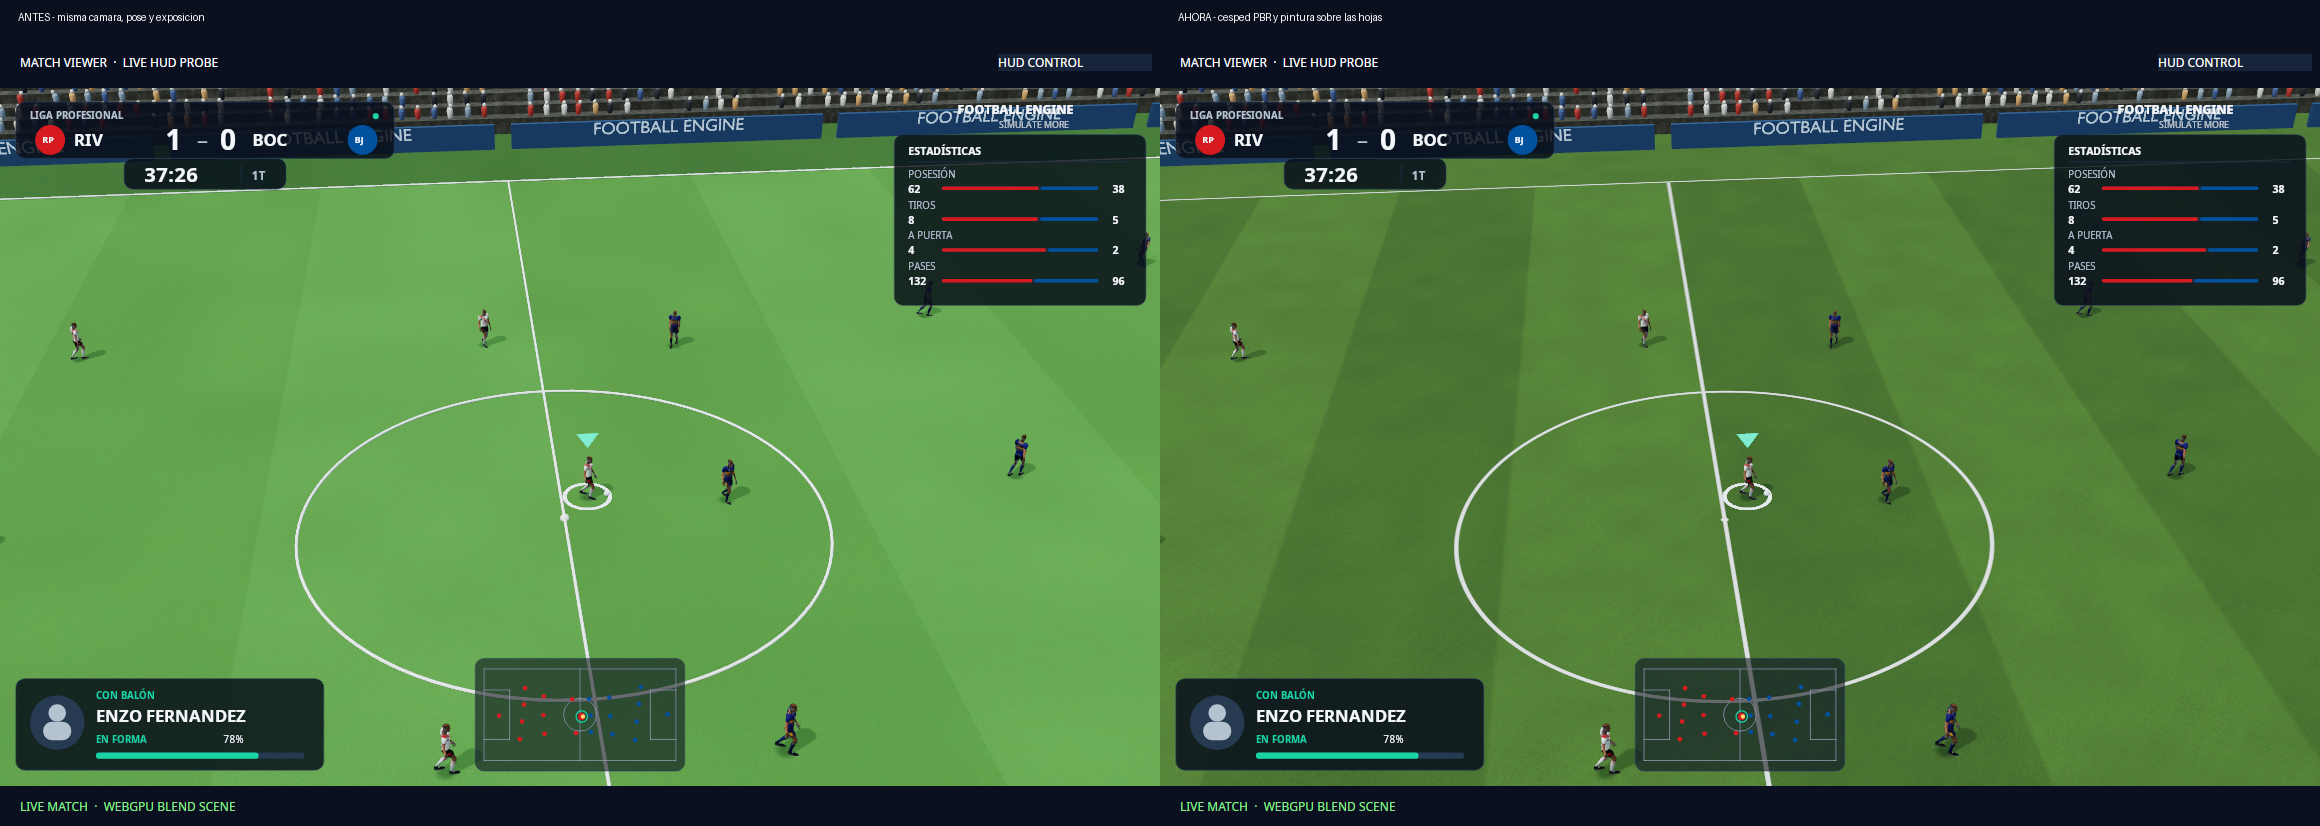 ANTES - misma camara, pose y exposicion
MATCH VIEWER · LIVE HUD PROBE
HUD CONTROL
LIGA PROFESIONAL
RP RIV 1 – 0 BOC BJ
37:26 1T
FOOTBALL ENGINE
FOOTBALL ENGINE
FOOTBALL ENGINE
SIMULATE MORE
ESTADÍSTICAS
POSESIÓN
62 38
TIROS
8 5
A PUERTA
4 2
PASES
132 96
CON BALÓN
ENZO FERNANDEZ
EN FORMA 78%
LIVE MATCH · WEBGPU BLEND SCENE
AHORA - cesped PBR y pintura sobre las hojas
MATCH VIEWER · LIVE HUD PROBE
HUD CONTROL
LIGA PROFESIONAL
RP RIV 1 – 0 BOC BJ
37:26 1T
FOOTBALL ENGINE
FOOTBALL ENGINE
FOOTBALL ENGINE
SIMULATE MORE
ESTADÍSTICAS
POSESIÓN
62 38
TIROS
8 5
A PUERTA
4 2
PASES
132 96
CON BALÓN
ENZO FERNANDEZ
EN FORMA 78%
LIVE MATCH · WEBGPU BLEND SCENE